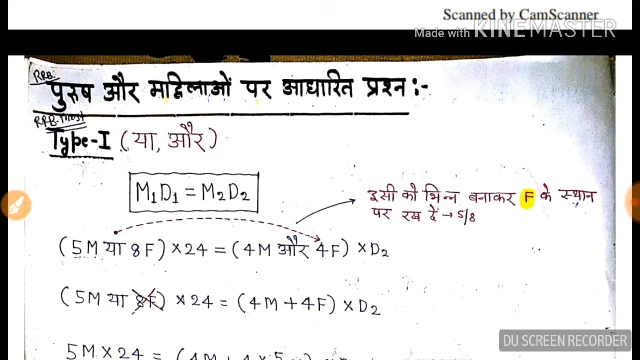 Scanned by CamScanner
Made with KINEMASTER
RRB
पुरुष और महिलाओं पर आधारित प्रश्न:-
Type-I (या, और)
M₁D₁ = M₂D₂
इसी को भिन्न बनाकर F के स्थान
पर रख दें → 5/8
(5M या 8F) × 24 = (4M और 4F) × D₂
(5M या 8F) × 24 = (4M + 4F) × D₂
5M × 24 =
DU SCREEN RECORDER